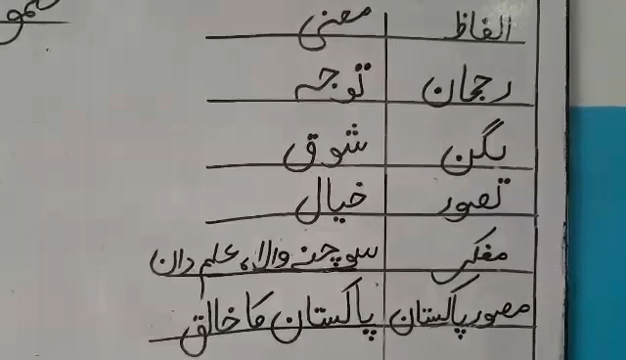 الفاظ معنی
رجحان توجہ
لگن شوق
تصور خیال
مفکر سوچنے والا، علم دان
مصور پاکستان پاکستان کا خالق